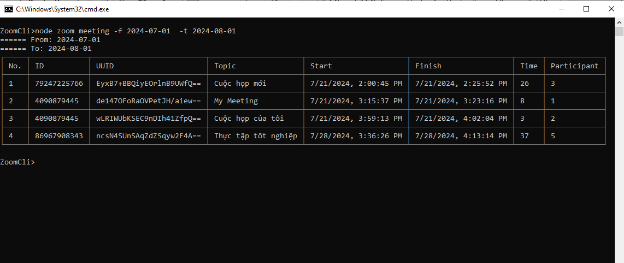 C:\Windows\System32\cmd.exe
ZoomCli>node zoom meeting -f 2024-07-01  -t 2024-08-01
====== From: 2024-07-01
====== To: 2024-08-01
No. ID UUID Topic Start Finish Time Participant
1 79247225766 EyxB7+BBQiyEOrlnB9UWfQ== Cuộc họp mới 7/21/2024, 2:00:45 PM 7/21/2024, 2:25:52 PM 26 3
2 4090879445 de147OFoRaOVPetJH/aiew== My Meeting 7/21/2024, 3:15:37 PM 7/21/2024, 3:23:16 PM 8 1
3 4090879445 wLRIWUbKSEC9nDIh41ZfpQ== Cuộc họp của tôi 7/21/2024, 3:59:13 PM 7/21/2024, 4:02:04 PM 3 2
4 86967908343 ncsN4SUnSAqZdZSqyw2F4A== Thực tập tốt nghiệp 7/28/2024, 3:36:26 PM 7/28/2024, 4:13:14 PM 37 5
ZoomCli>